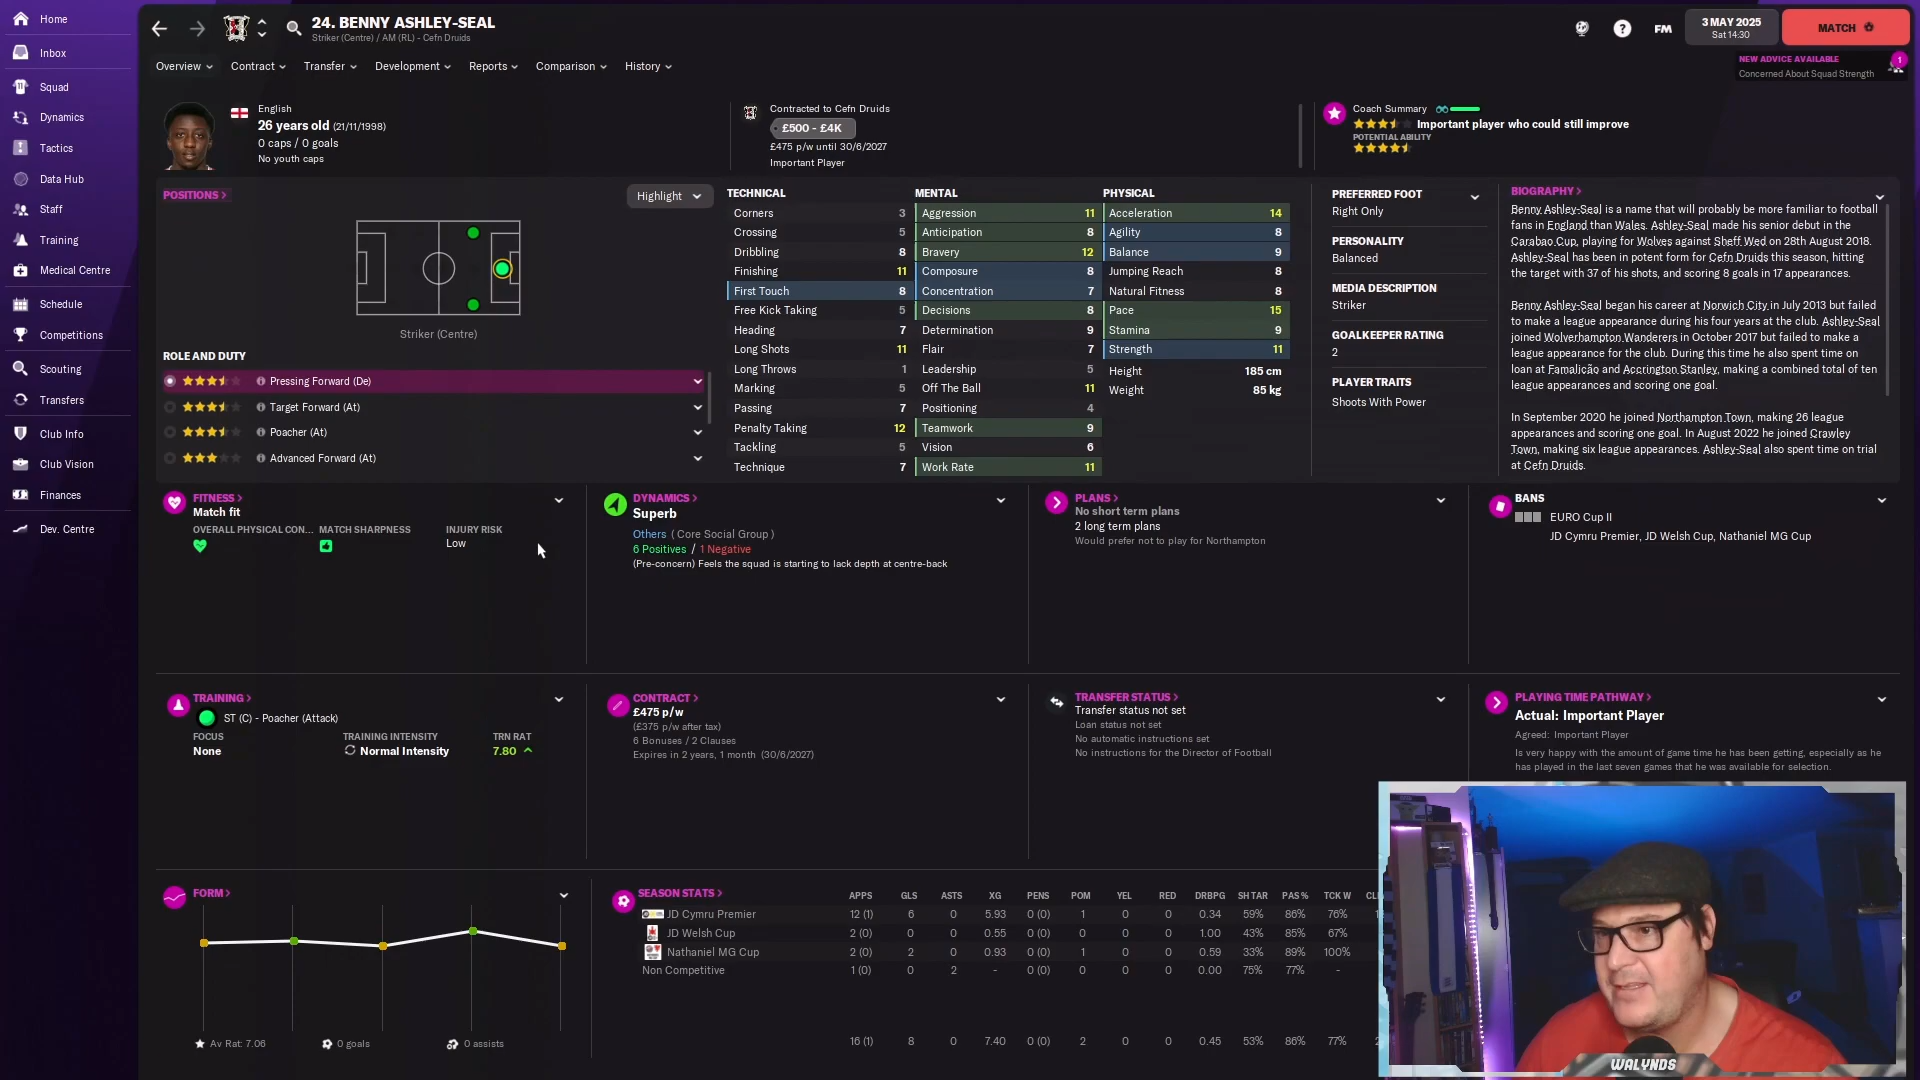 Home
Inbox
Squad
Dynamics
Tactics
Data Hub
Staff
Training
Medical Centre
Schedule
Competitions
Scouting
Transfers
Club Info
Club Vision
Finances
Dev. Centre
24. BENNY ASHLEY-SEAL
Striker (Centre) / AM (RL) - Cefn Druids
FM
3 MAY 2025
Sat 14:30
MATCH
Overview Contract Transfer Development Reports Comparison History
NEW ADVICE AVAILABLE 1
Concerned About Squad Strength
English
26 years old (21/11/1998)
0 caps / 0 goals
No youth caps
Contracted to Cefn Druids
£500 - £4K
£475 p/w until 30/6/2027
Important Player
Coach Summary
Important player who could still improve
POTENTIAL ABILITY
POSITIONS >
Highlight
Striker (Centre)
ROLE AND DUTY
Pressing Forward (De)
Target Forward (At)
Poacher (At)
Advanced Forward (At)
TECHNICAL
Corners 3
Crossing 5
Dribbling 8
Finishing 11
First Touch 8
Free Kick Taking 5
Heading 7
Long Shots 11
Long Throws 1
Marking 5
Passing 7
Penalty Taking 12
Tackling 5
Technique 7
MENTAL
Aggression 11
Anticipation 8
Bravery 12
Composure 8
Concentration 7
Decisions 8
Determination 9
Flair 7
Leadership 5
Off The Ball 11
Positioning 4
Teamwork 9
Vision 6
Work Rate 11
PHYSICAL
Acceleration 14
Agility 8
Balance 9
Jumping Reach 8
Natural Fitness 8
Pace 15
Stamina 9
Strength 11
Height 185 cm
Weight 85 kg
PREFERRED FOOT
Right Only
PERSONALITY
Balanced
MEDIA DESCRIPTION
Striker
GOALKEEPER RATING
2
PLAYER TRAITS
Shoots With Power
BIOGRAPHY >
Benny Ashley-Seal is a name that will probably be more familiar to football
fans in England than Wales. Ashley-Seal made his senior debut in the
Carabao Cup, playing for Wolves against Sheff Wed on 28th August 2018.
Ashley-Seal has been in potent form for Cefn Druids this season, hitting
the target with 37 of his shots, and scoring 8 goals in 17 appearances.
Benny Ashley-Seal began his career at Norwich City in July 2013 but failed
to make a league appearance during his four years at the club. Ashley-Seal
joined Wolverhampton Wanderers in October 2017 but failed to make a
league appearance for the club. During this time he also spent time on
loan at Famalicão and Accrington Stanley, making a combined total of ten
league appearances and scoring one goal.
In September 2020 he joined Northampton Town, making 26 league
appearances and scoring one goal. In August 2022 he joined Crawley
Town, making six league appearances. Ashley-Seal also spent time on trial
at Cefn Druids.
FITNESS >
Match fit
OVERALL PHYSICAL CON... MATCH SHARPNESS INJURY RISK
Low
DYNAMICS >
Superb
Others ( Core Social Group )
6 Positives / 1 Negative
(Pre-concern) Feels the squad is starting to lack depth at centre-back
PLANS >
No short term plans
2 long term plans
Would prefer not to play for Northampton
BANS
EURO Cup II
JD Cymru Premier, JD Welsh Cup, Nathaniel MG Cup
TRAINING >
ST (C) - Poacher (Attack)
FOCUS TRAINING INTENSITY TRN RAT
None Normal Intensity 7.80
CONTRACT >
£475 p/w
(£375 p/w after tax)
6 Bonuses / 2 Clauses
Expires in 2 years, 1 month (30/6/2027)
TRANSFER STATUS >
Transfer status not set
Loan status not set
No automatic instructions set
No instructions for the Director of Football
PLAYING TIME PATHWAY >
Actual: Important Player
Agreed: Important Player
Is very happy with the amount of game time he has been getting, especially as he
has played in the last seven games that he was available for selection.
FORM >
Av Rat: 7.06 0 goals 0 assists
SEASON STATS > APPS GLS ASTS XG PENS POM YEL RED DRBPG SH TAR PAS % TCK W
JD Cymru Premier 12 (1) 6 0 5.93 0 (0) 1 0 0 0.34 59% 86% 76%
JD Welsh Cup 2 (0) 0 0 0.55 0 (0) 0 0 0 1.00 43% 85% 67%
Nathaniel MG Cup 2 (0) 2 0 0.93 0 (0) 1 0 0 0.59 33% 89% 100%
Non Competitive 1 (0) 0 2 - 0 (0) 0 0 0 0.00 75% 77% -
16 (1) 8 0 7.40 0 (0) 2 0 0 0.45 53% 86% 77%
WALYNDS